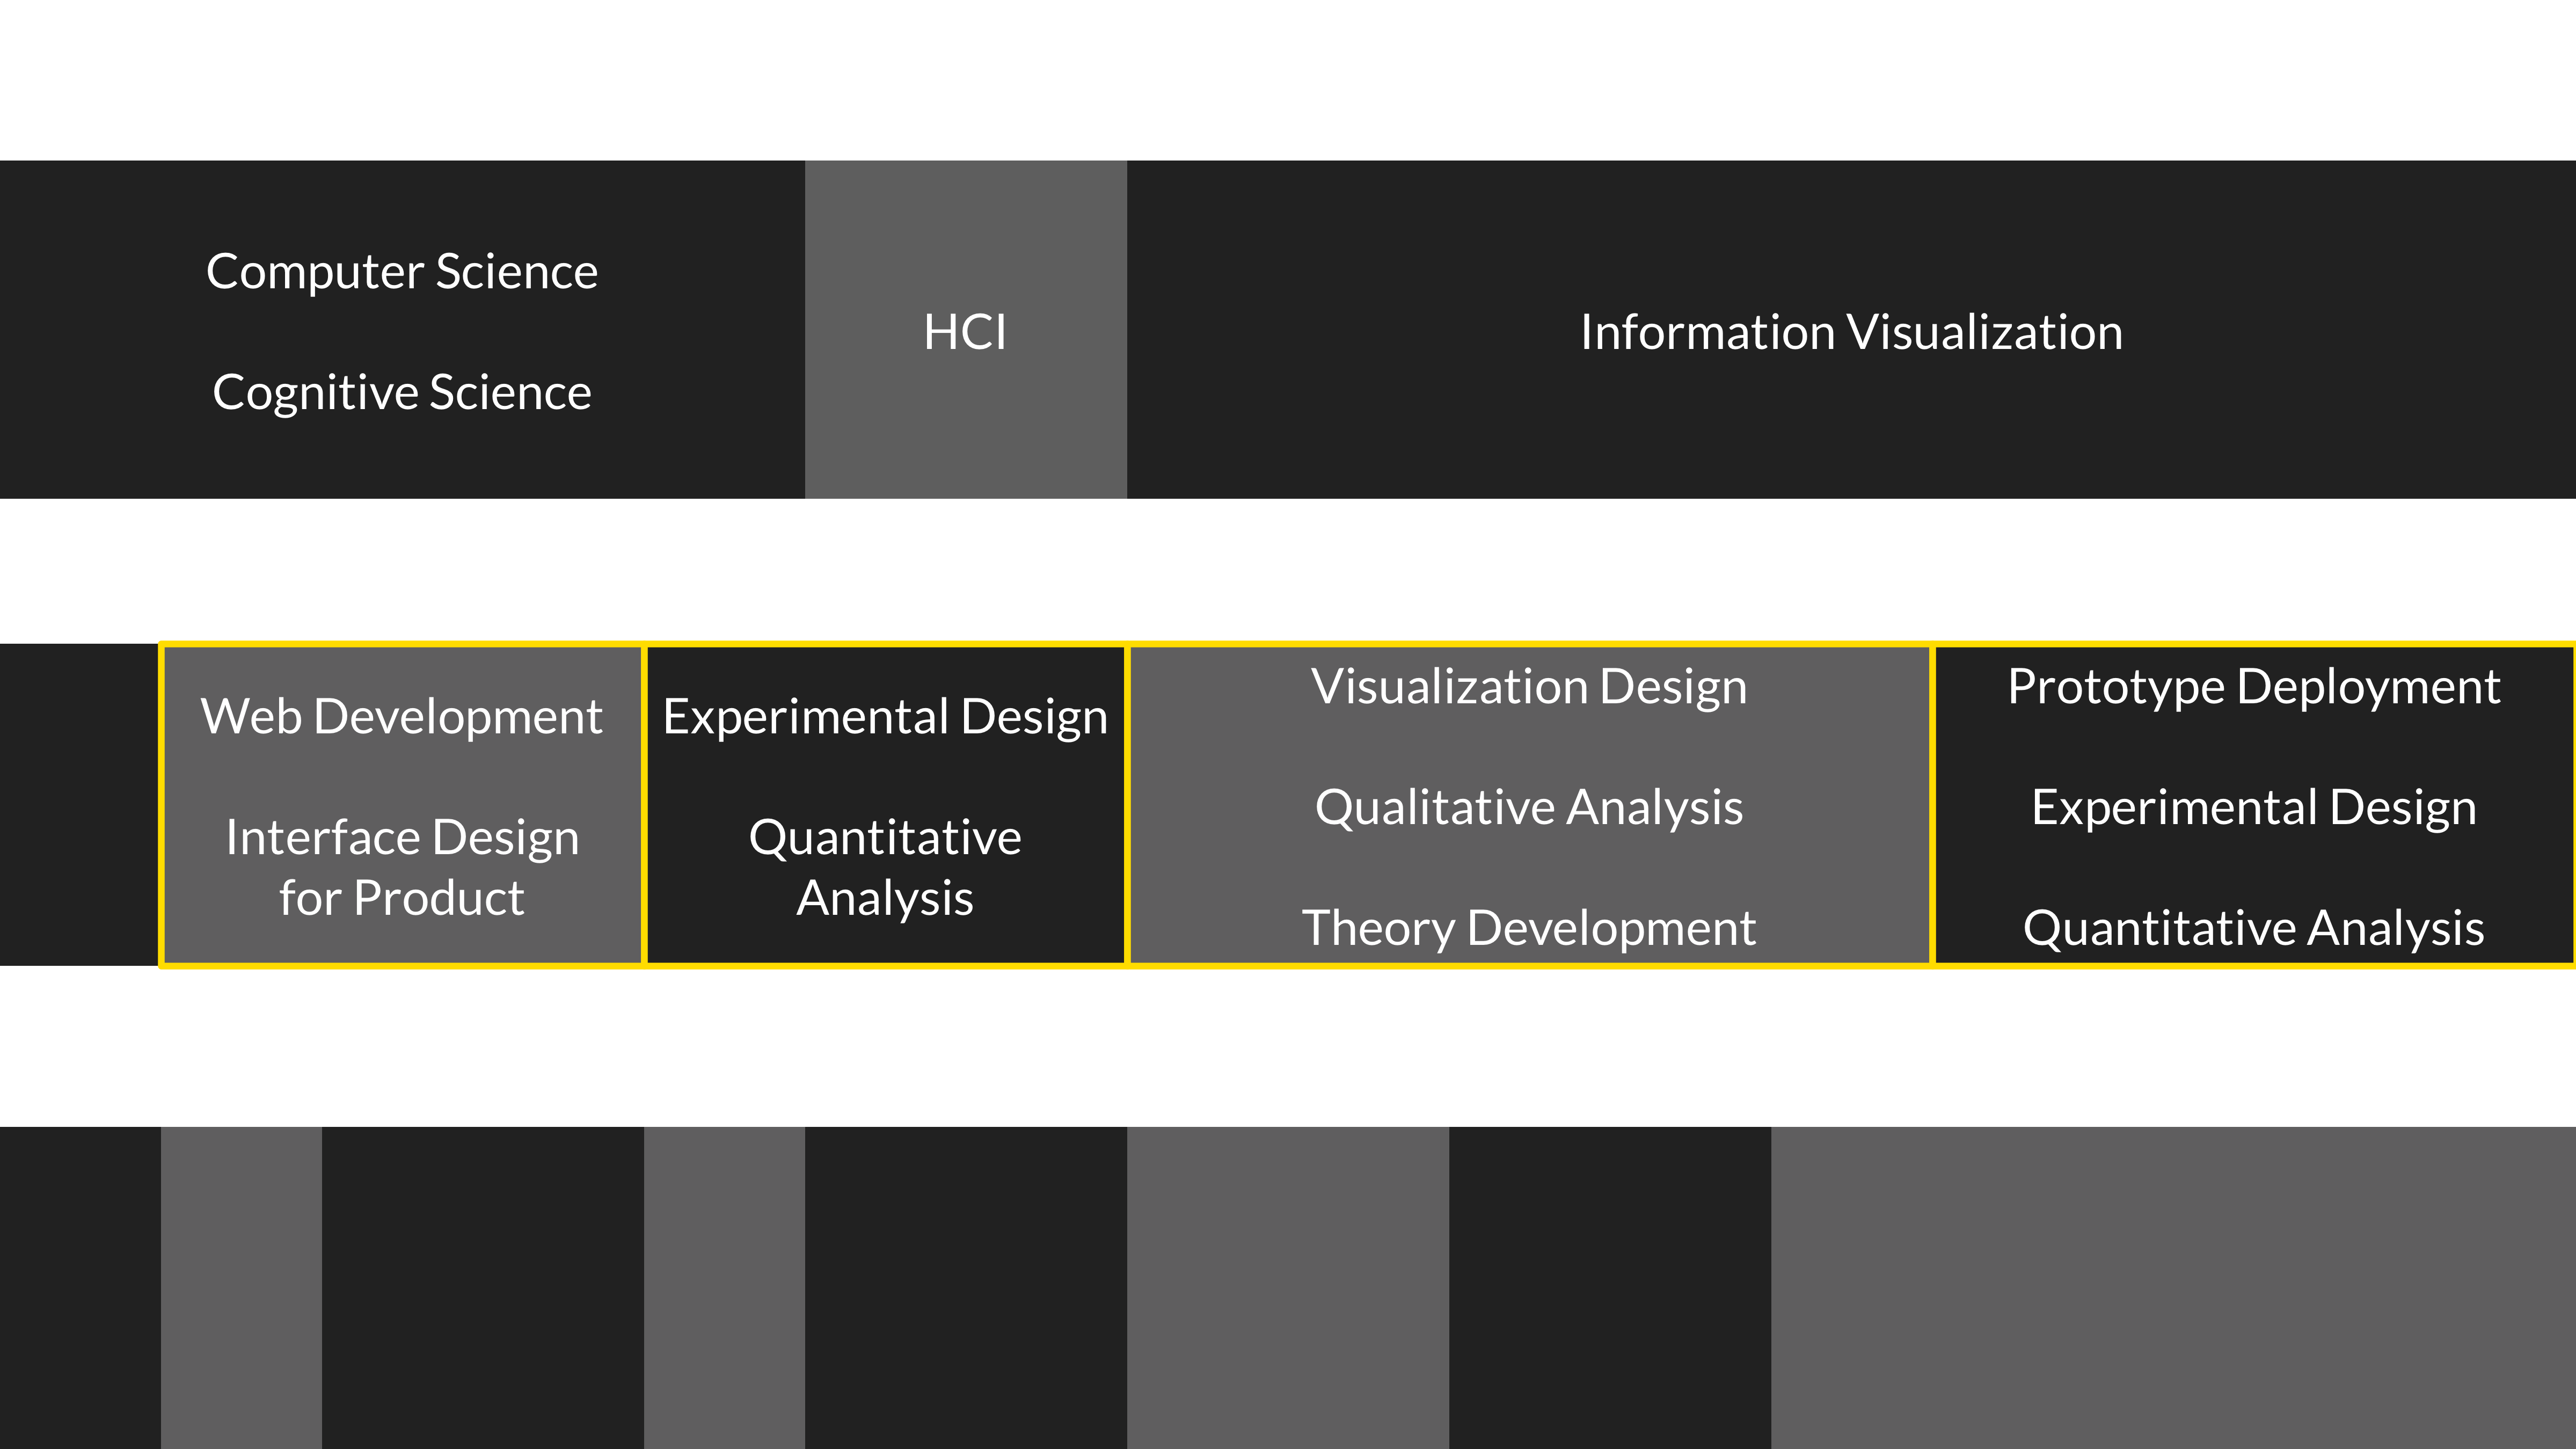 Computer Science
Cognitive Science
HCI
Information Visualization
Web Development
Interface Design
for Product
Experimental Design
Quantitative
Analysis
Visualization Design
Qualitative Analysis
Theory Development
Prototype Deployment
Experimental Design
Quantitative Analysis